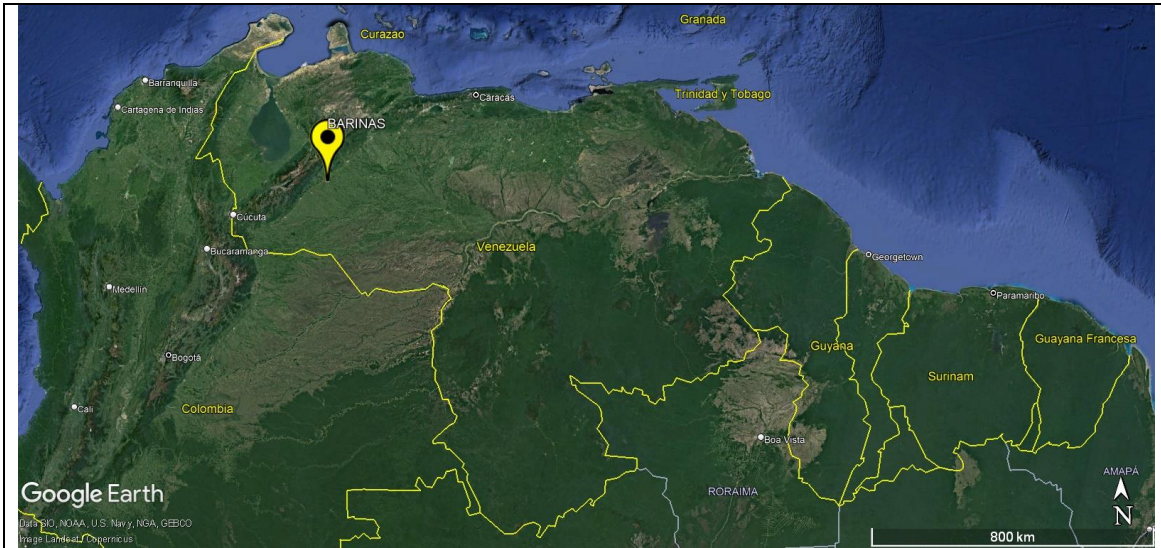 Granada
Curazao
Barranquilla
Caracas
Trinidad y Tobago
Cartagena de Indias
BARINAS
Cúcuta
Venezuela
Bucaramanga
Georgetown
Medellín
Paramaribo
Guyana
Guayana Francesa
Bogotá
Surinam
Cali
Colombia
Boa Vista
AMAPÁ
RORAIMA
Google Earth
N
Data SIO, NOAA, U.S. Navy, NGA, GEBCO
Image Landsat / Copernicus
800 km